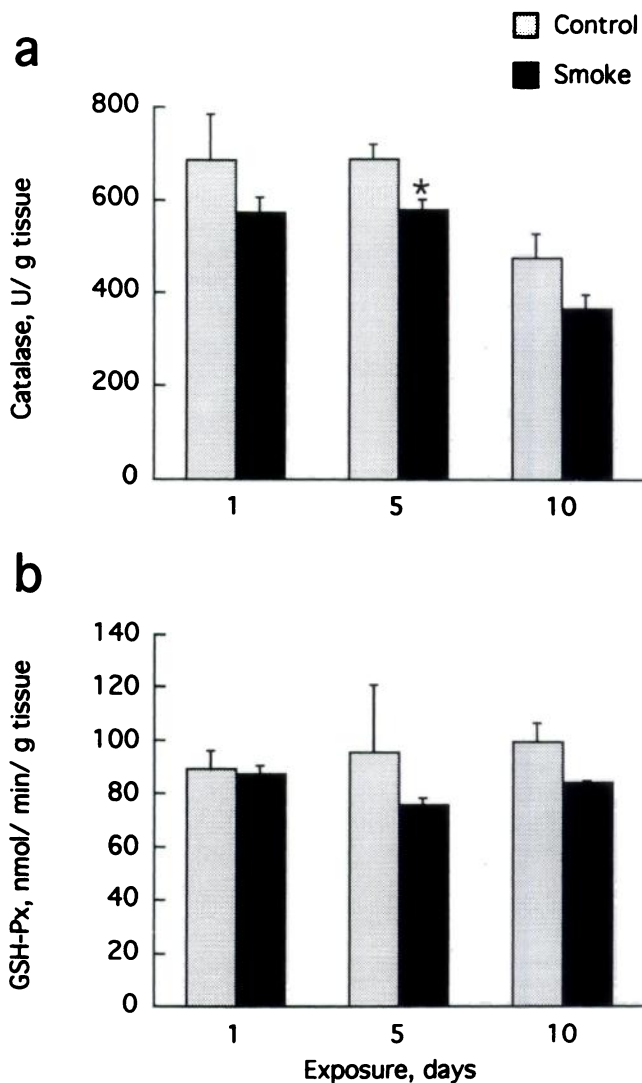 Control
Smoke
a
800
600
400
200
0
Catalase, U/ g tissue
*
1 5 10
b
140
120
100
80
60
40
20
0
GSH-Px, nmol/ min/ g tissue
1 5 10
Exposure, days